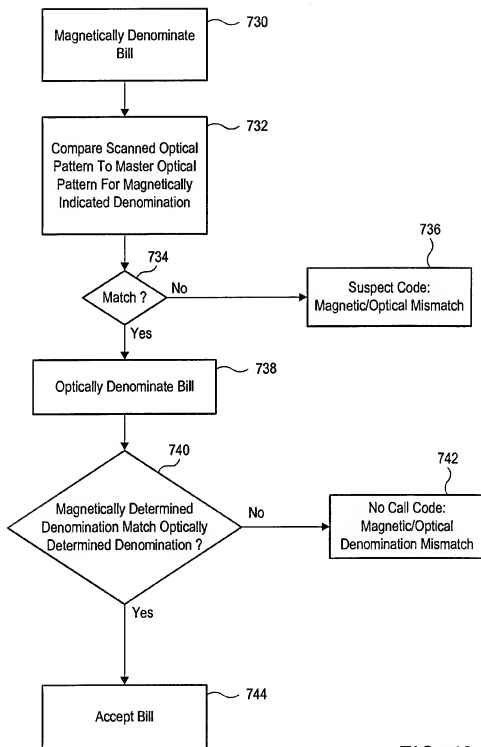 Magnetically Denominate
Bill
730
Compare Scanned Optical
Pattern To Master Optical
Pattern For Magnetically
Indicated Denomination
732
734
Match ?
No
Yes
736
Suspect Code:
Magnetic/Optical Mismatch
Optically Denominate Bill
738
740
Magnetically Determined
Denomination Match Optically
Determined Denomination ?
No
Yes
742
No Call Code:
Magnetic/Optical
Denomination Mismatch
Accept Bill
744